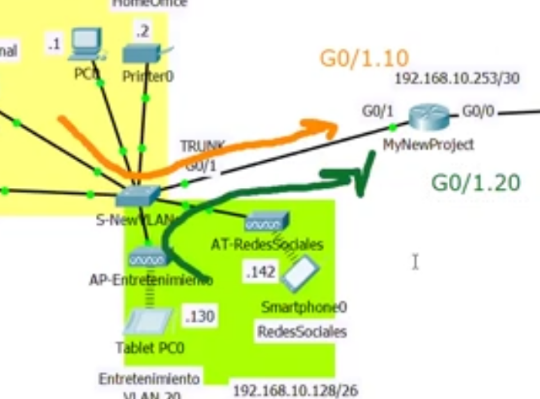 HomeOffice
.1
.2
nal
PC0
Printer0
G0/1.10
192.168.10.253/30
G0/1
G0/0
MyNewProject
TRUNK
G0/1
G0/1.20
S-NewVLANs
AT-RedesSociales
AP-Entretenimiento
.142
Smartphone0
.130
RedesSociales
Tablet PC0
Entretenimiento
VLAN 20
192.168.10.128/26